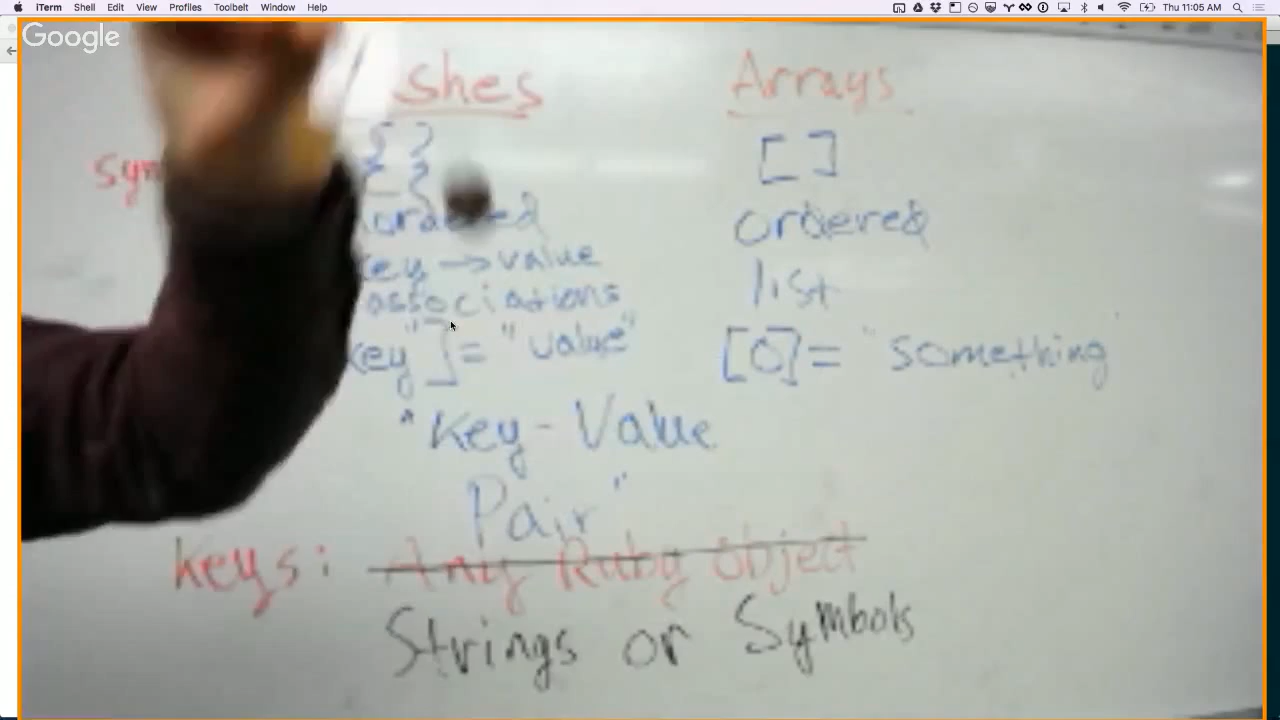 iTerm Shell Edit View Profiles Toolbelt Window Help Thu 11:05 AM
Google
shes Arrays
{ } [ ]
sym
ordered ordered
key → value list
associations
key"] = "value" [0] = "something"
"Key-Value
Pair"
keys: Any Ruby Object
Strings or Symbols